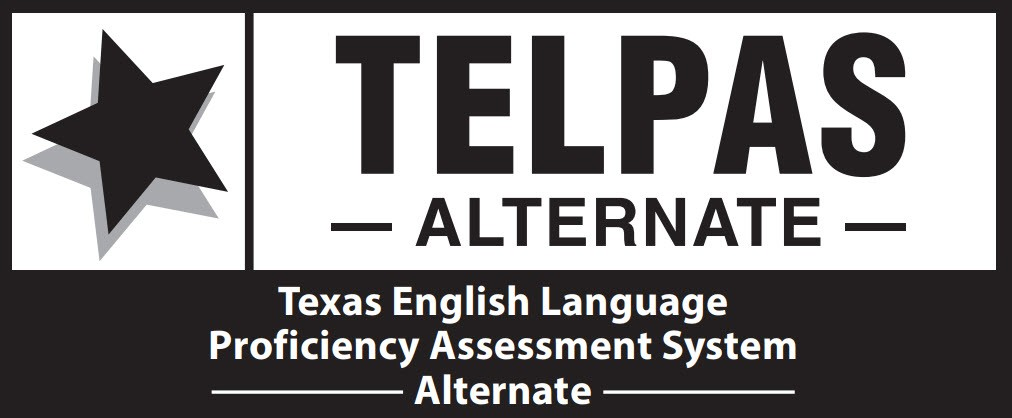 TELPAS
ALTERNATE
Texas English Language
Proficiency Assessment System
Alternate